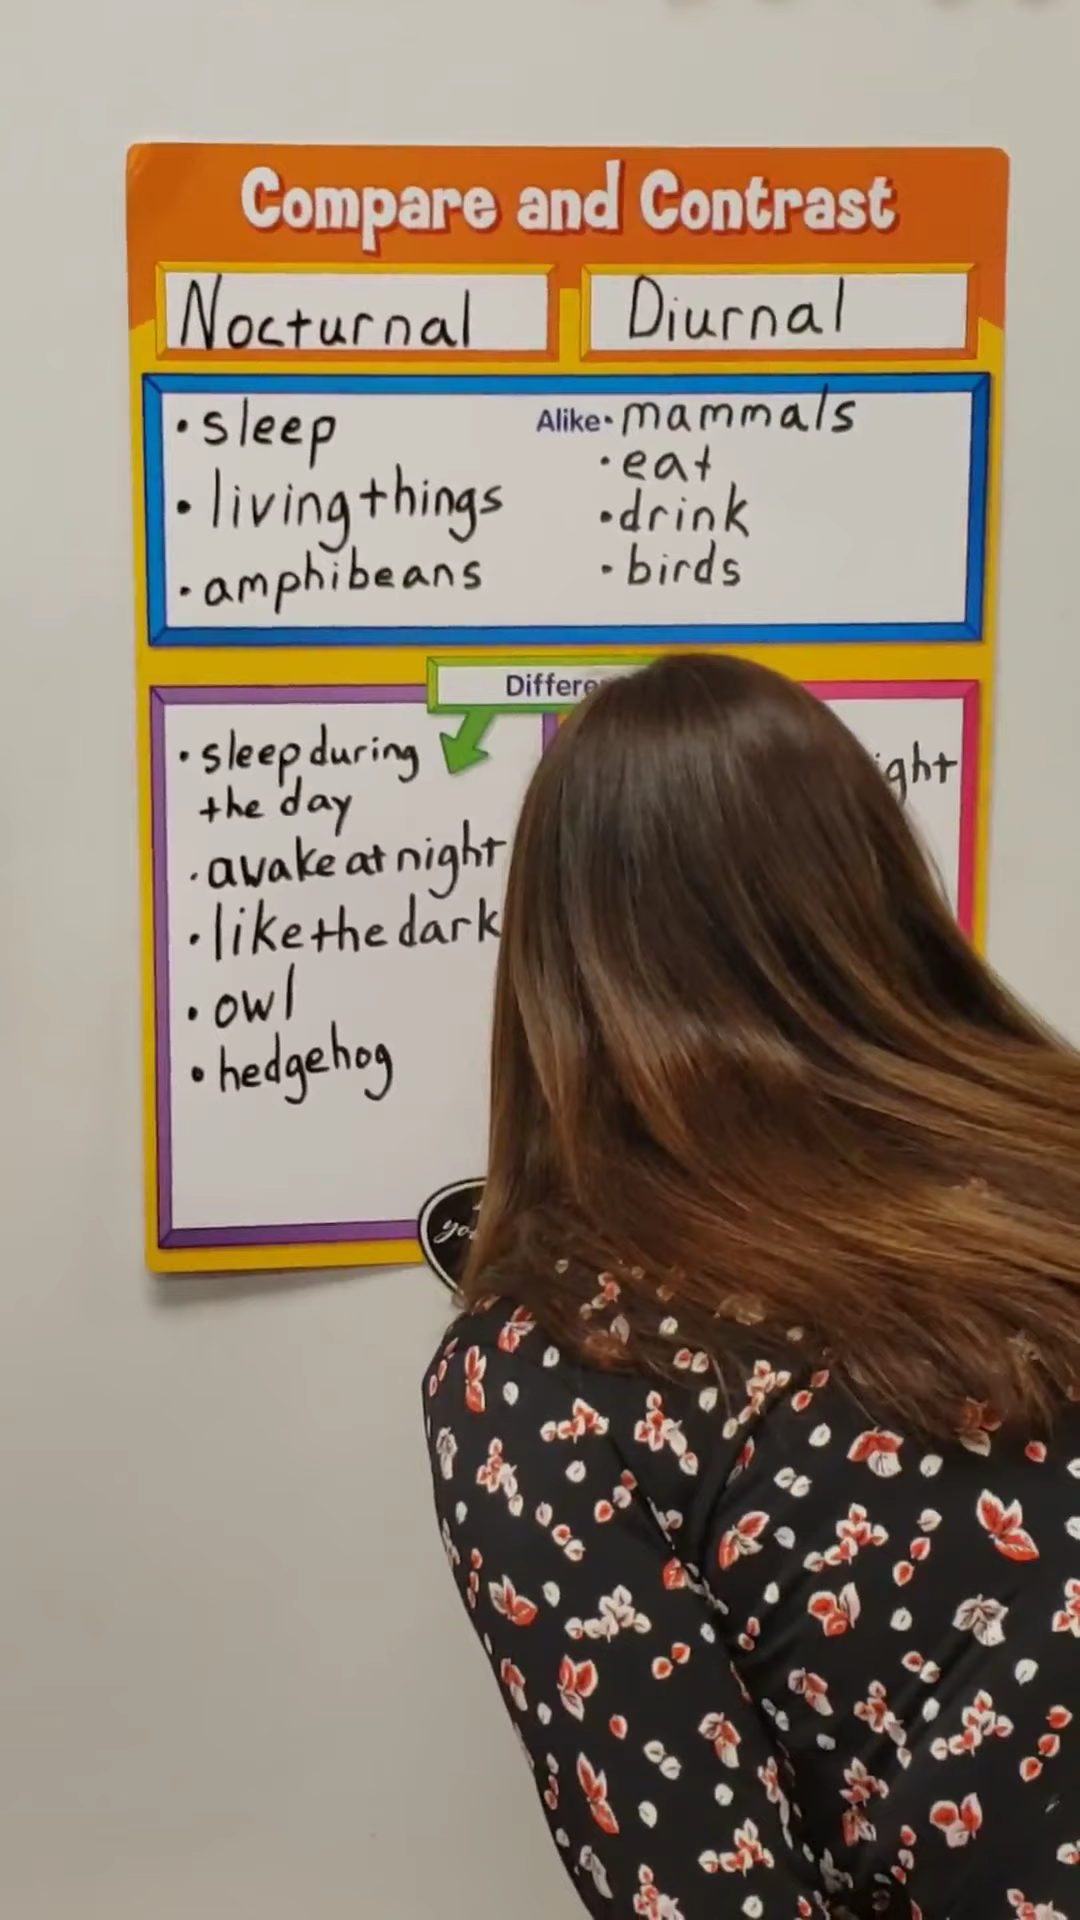 Compare and Contrast
Nocturnal
Diurnal
Alike
• sleep
• living things
• amphibeans
• mammals
• eat
• drink
• birds
• sleep during
the day
• awake at night
• like the dark
• owl
• hedgehog